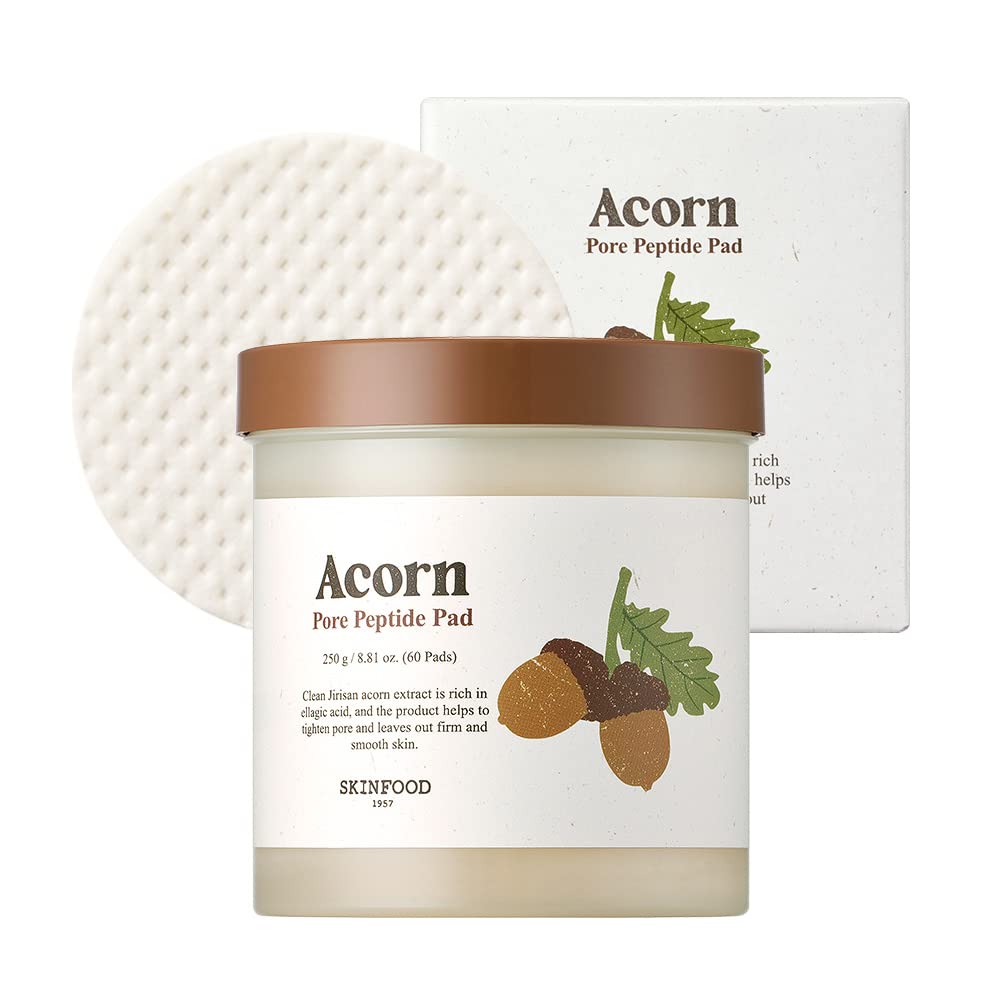 Acorn
Pore Peptide Pad
rich
helps
out
Acorn
Pore Peptide Pad
250 g / 8.81 oz. (60 Pads)
Clean Jirisan acorn extract is rich in
ellagic acid, and the product helps to
tighten pore and leaves out firm and
smooth skin.
SKINFOOD
1957